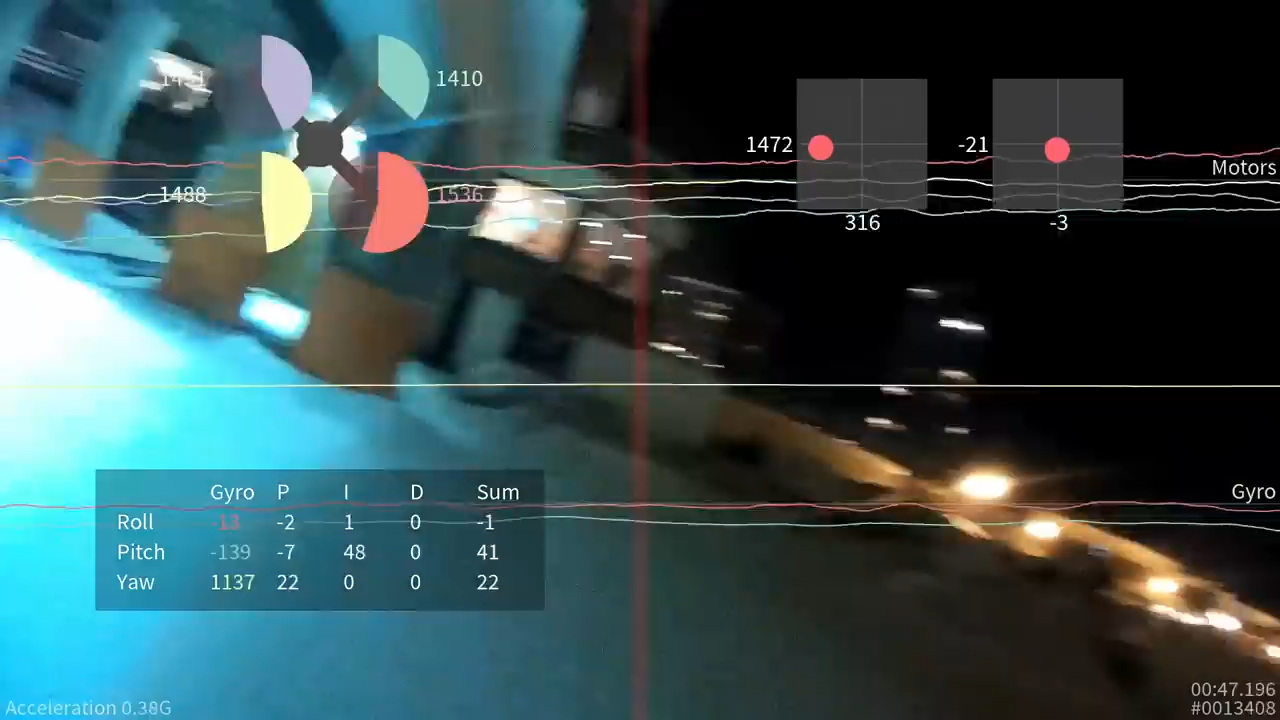 1410
1472
-21
Motors
1488
1536
316
-3
Gyro P I D Sum
Gyro
Roll -13 -2 1 0 -1
Pitch -139 -7 48 0 41
Yaw 1137 22 0 0 22
00:47.196
Acceleration 0.38G
#0013408